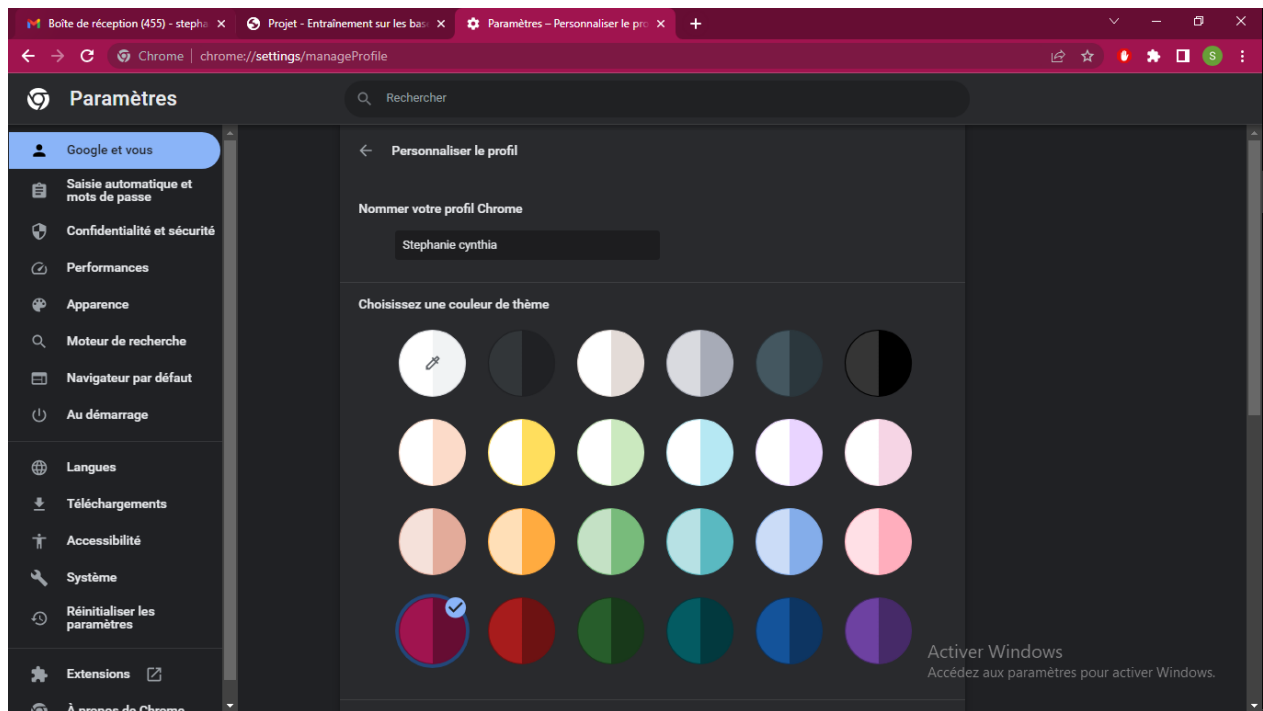 Boîte de réception (455) - stepha
Projet - Entraînement sur les bas
Paramètres – Personnaliser le pro
Chrome | chrome://settings/manageProfile
S
Paramètres
Rechercher
Google et vous
Saisie automatique et
mots de passe
Confidentialité et sécurité
Performances
Apparence
Moteur de recherche
Navigateur par défaut
Au démarrage
Langues
Téléchargements
Accessibilité
Système
Réinitialiser les
paramètres
Extensions
À propos de Chrome
Personnaliser le profil
Nommer votre profil Chrome
Stephanie cynthia
Choisissez une couleur de thème
Activer Windows
Accédez aux paramètres pour activer Windows.